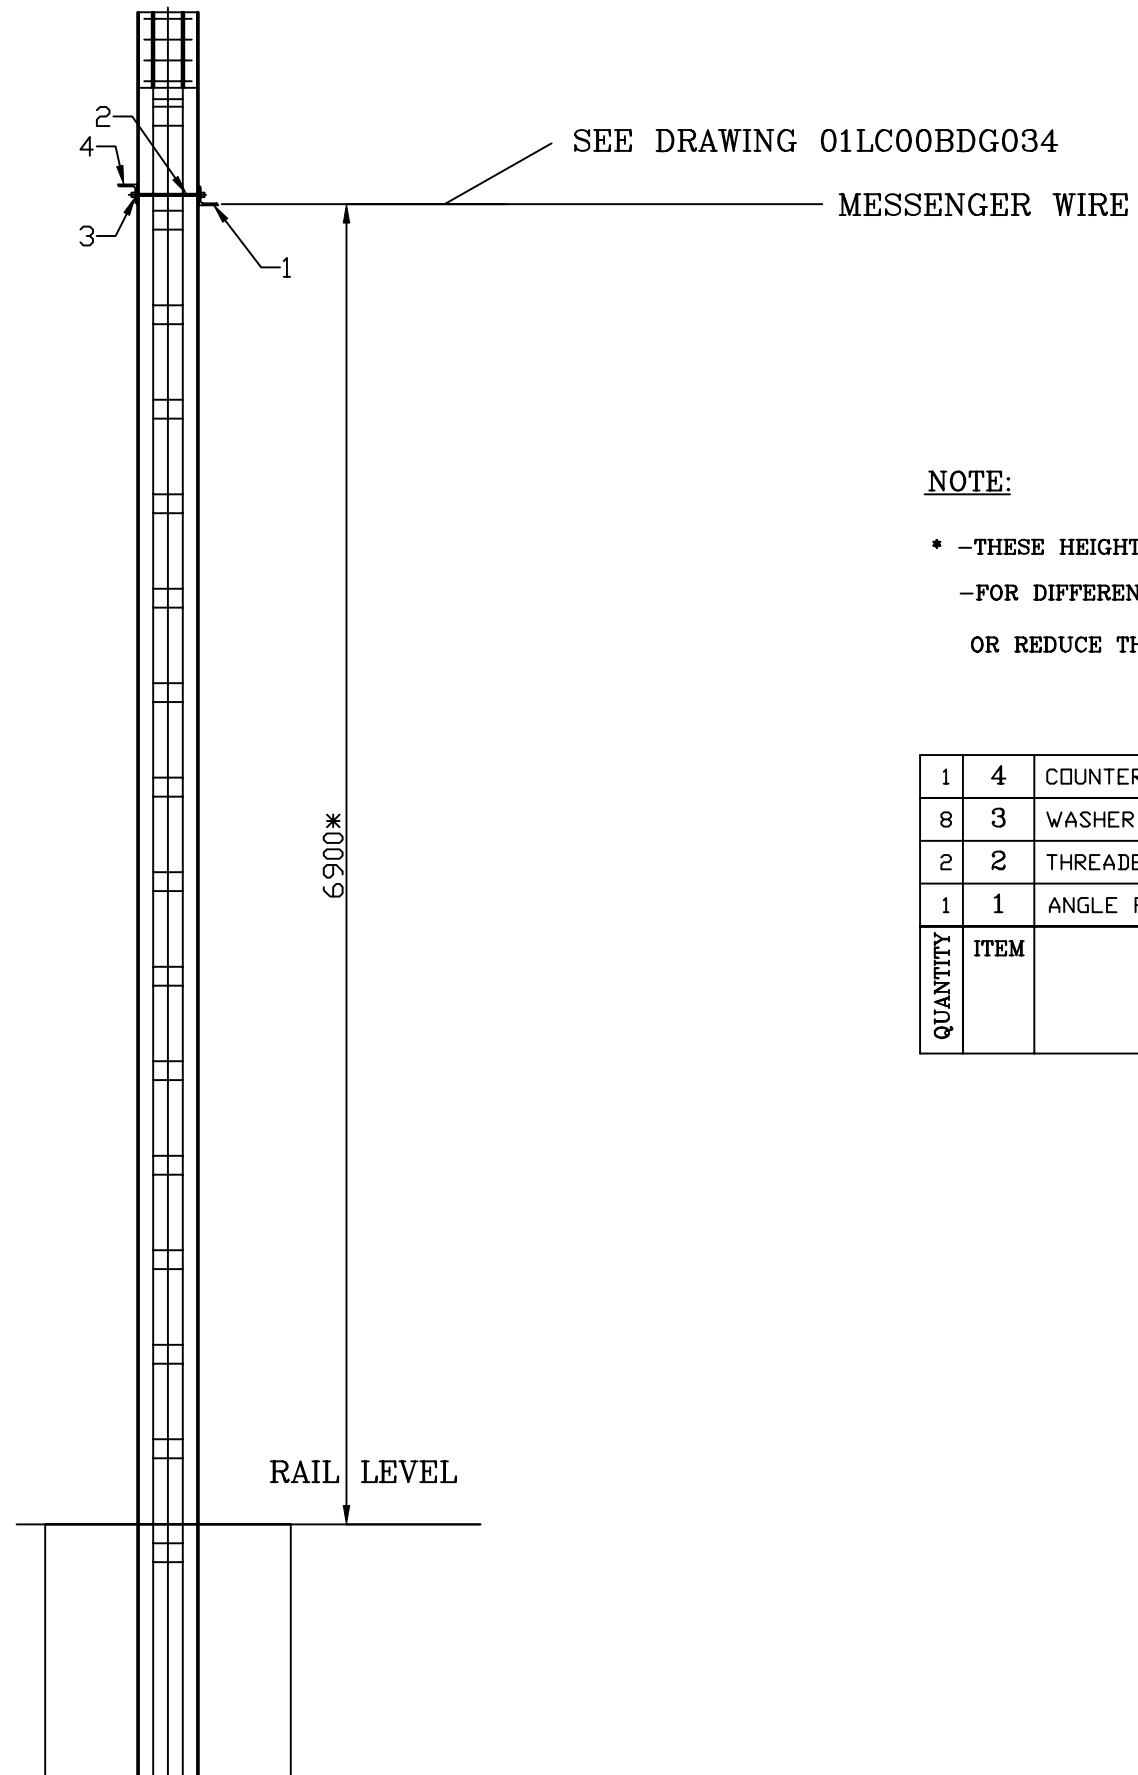 2
4
SEE DRAWING 01LC00BDG034
MESSENGER WIRE
3
1
NOTE:
* -THESE HEIGHT
-FOR DIFFEREN
OR REDUCE TH
6900*
1 4 COUNTER
8 3 WASHER
2 2 THREADE
1 1 ANGLE
QUANTITY ITEM
RAIL LEVEL